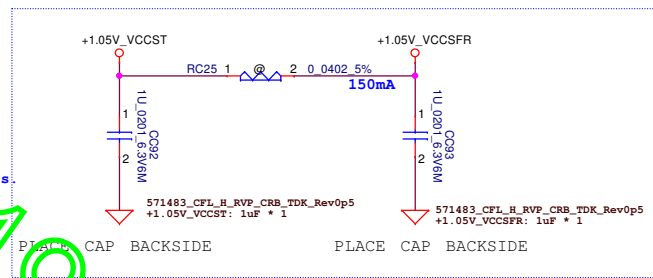 +1.05V_VCCST
+1.05V_VCCSFR
RC25 1 @ 2 0_0402_5%
150mA
1
1U_0201_6.3V6M
CC92
2
1
1U_0201_6.3V6M
CC93
2
s.
571483_CFL_H_RVP_CRB_TDK_Rev0p5
+1.05V_VCCST: 1uF * 1
571483_CFL_H_RVP_CRB_TDK_Rev0p5
+1.05V_VCCSFR: 1uF * 1
PLACE CAP BACKSIDE
PLACE CAP BACKSIDE